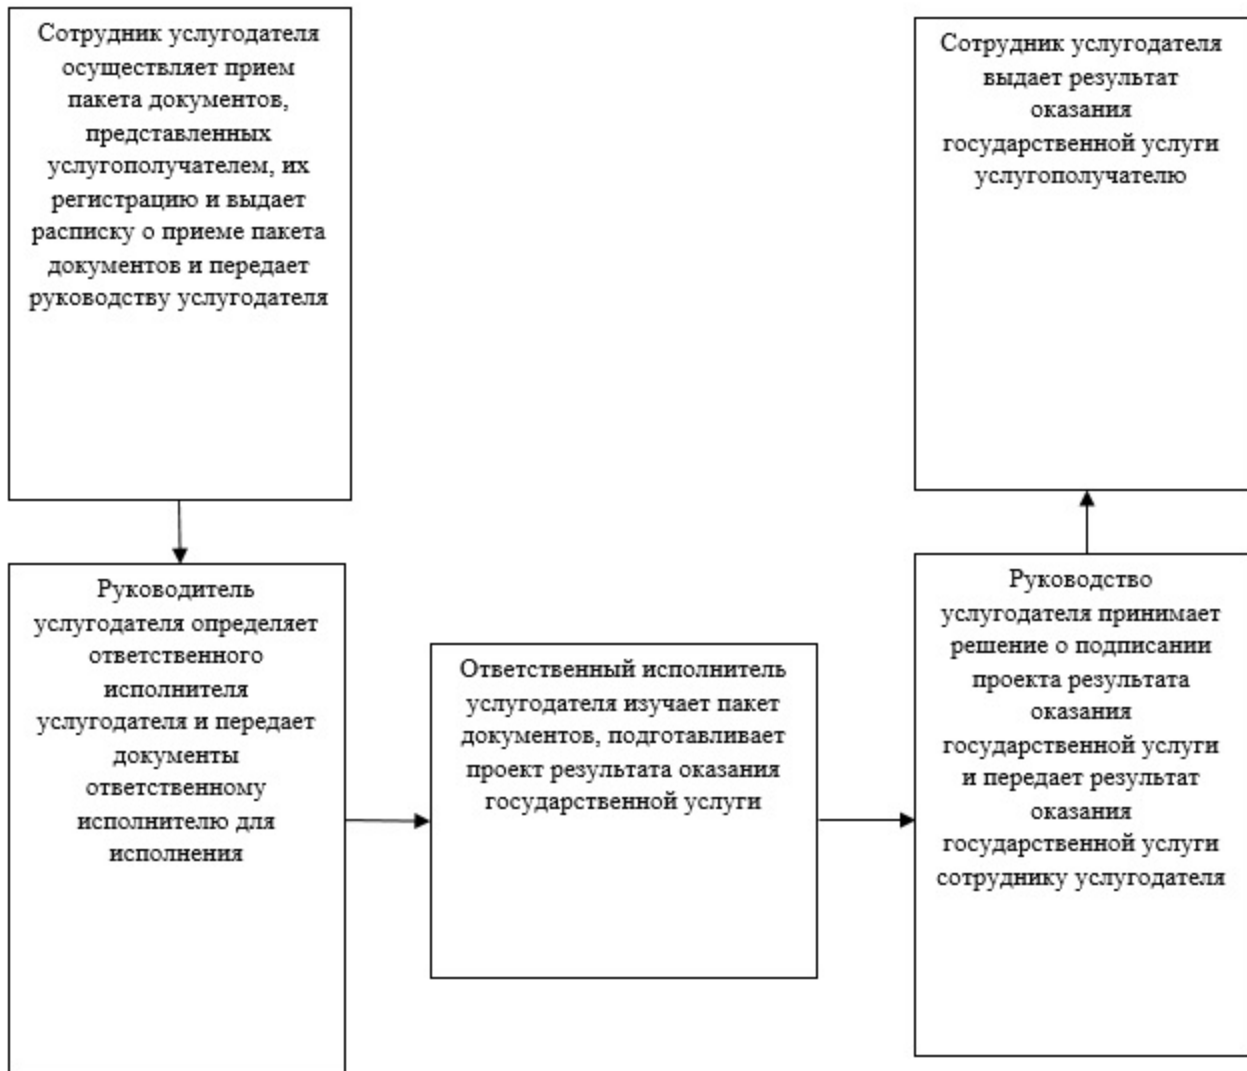 Сотрудник услугодателя
осуществляет прием
пакета документов,
представленных
услугополучателем, их
регистрацию и выдает
расписку о приеме пакета
документов и передает
руководству услугодателя
Руководитель
услугодателя определяет
ответственного
исполнителя
услугодателя и передает
документы
ответственному
исполнителю для
исполнения
Ответственный исполнитель
услугодателя изучает пакет
документов, подготавливает
проект результата оказания
государственной услуги
Руководство
услугодателя принимает
решение о подписании
проекта результата
оказания
государственной услуги
и передает результат
оказания
государственной услуги
сотруднику услугодателя
Сотрудник услугодателя
выдает результат
оказания
государственной услуги
услугополучателю